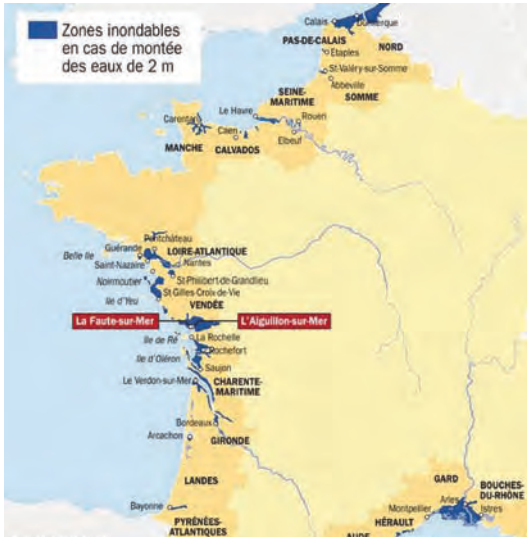 Zones inondables
en cas de montée
des eaux de 2 m
Calais
Dunkerque
PAS-DE-CALAIS
NORD
Etaples
St-Valéry-sur-Somme
Abbeville
SOMME
SEINE-
MARITIME
Le Havre
Rouen
Carentan
Caen
Elbeuf
MANCHE
CALVADOS
Pontchâteau
Guérande
LOIRE-ATLANTIQUE
Belle Ile
Saint-Nazaire
Nantes
Noirmoutier
St-Philibert-de-Grandlieu
St-Gilles Croix-de-Vie
Ile d'Yeu
VENDÉE
La Faute-sur-Mer
L'Aiguillon-sur-Mer
Ile de Ré
La Rochelle
Rochefort
Ile d'Oléron
Saujon
Le Verdon-sur-Mer
CHARENTE-
MARITIME
Bordeaux
Arcachon
GIRONDE
LANDES
Bayonne
PYRÉNÉES-
ATLANTIQUES
GARD
BOUCHES-
DU-RHÔNE
Arles
Montpellier
Istres
HÉRAULT
AUDE